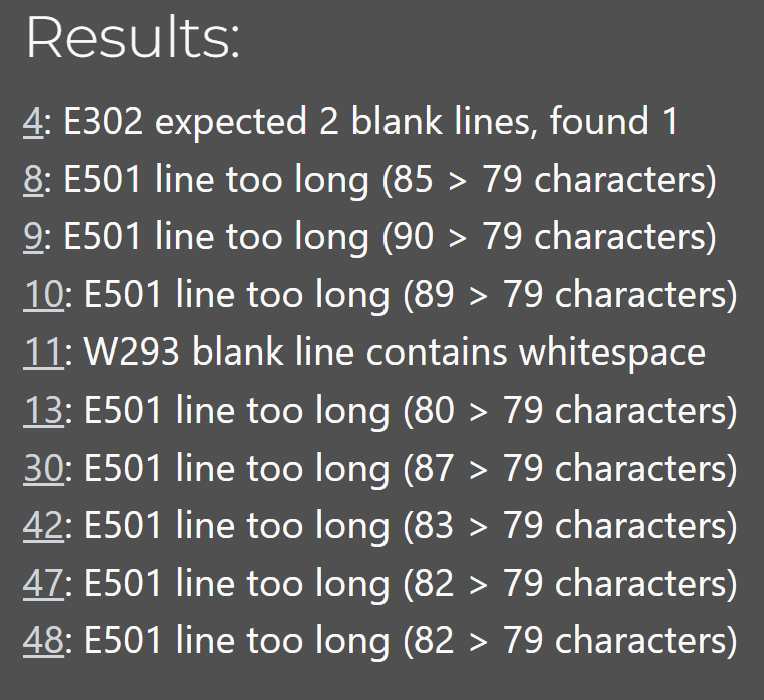 Results:
4: E302 expected 2 blank lines, found 1
8: E501 line too long (85 > 79 characters)
9: E501 line too long (90 > 79 characters)
10: E501 line too long (89 > 79 characters)
11: W293 blank line contains whitespace
13: E501 line too long (80 > 79 characters)
30: E501 line too long (87 > 79 characters)
42: E501 line too long (83 > 79 characters)
47: E501 line too long (82 > 79 characters)
48: E501 line too long (82 > 79 characters)